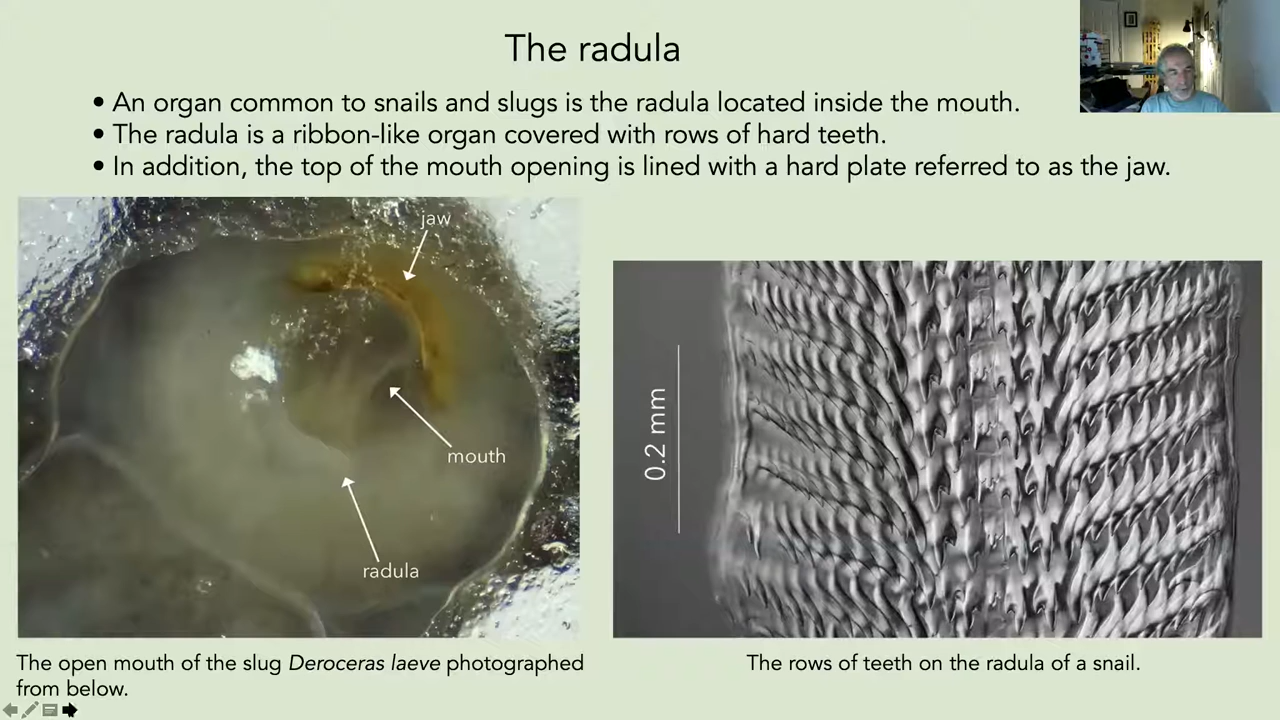 The radula
• An organ common to snails and slugs is the radula located inside the mouth.
• The radula is a ribbon-like organ covered with rows of hard teeth.
• In addition, the top of the mouth opening is lined with a hard plate referred to as the jaw.
jaw
mouth
radula
0.2 mm
The open mouth of the slug Deroceras laeve photographed
from below.
The rows of teeth on the radula of a snail.